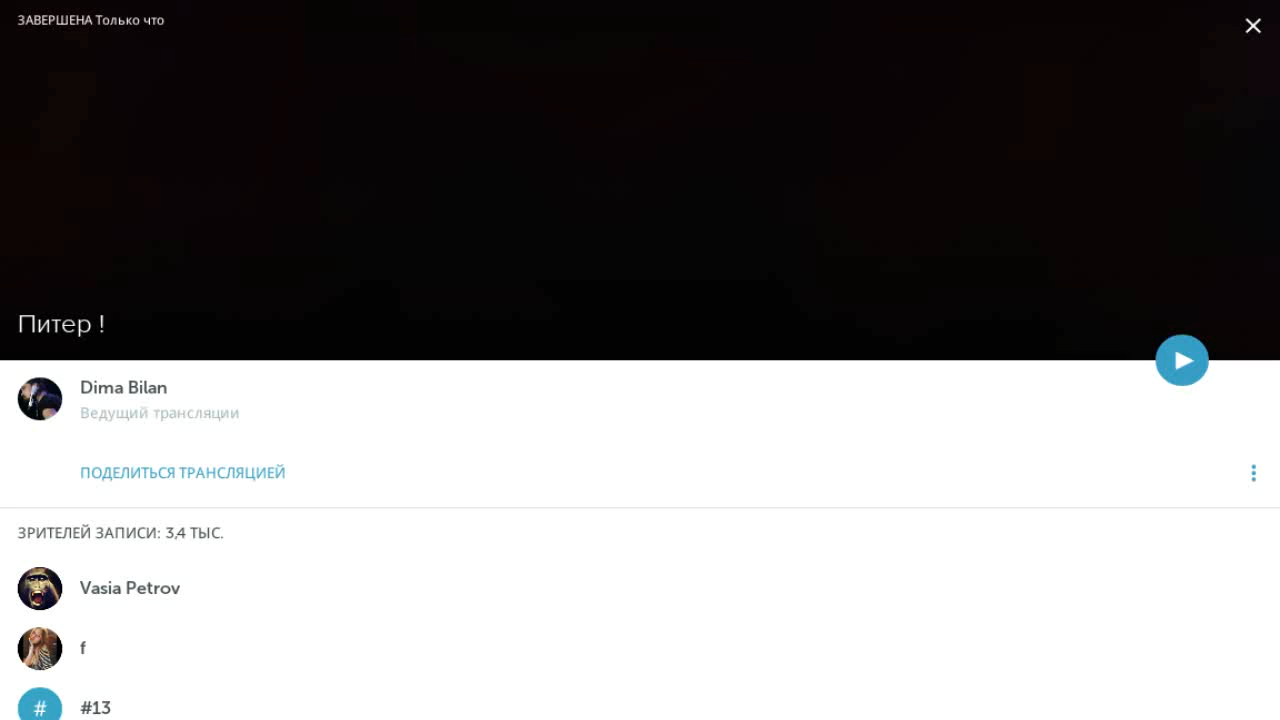 ЗАВЕРШЕНА Только что
Питер !
Dima Bilan
Ведущий трансляции
ПОДЕЛИТЬСЯ ТРАНСЛЯЦИЕЙ
ЗРИТЕЛЕЙ ЗАПИСИ: 3,4 ТЫС.
Vasia Petrov
f
# #13